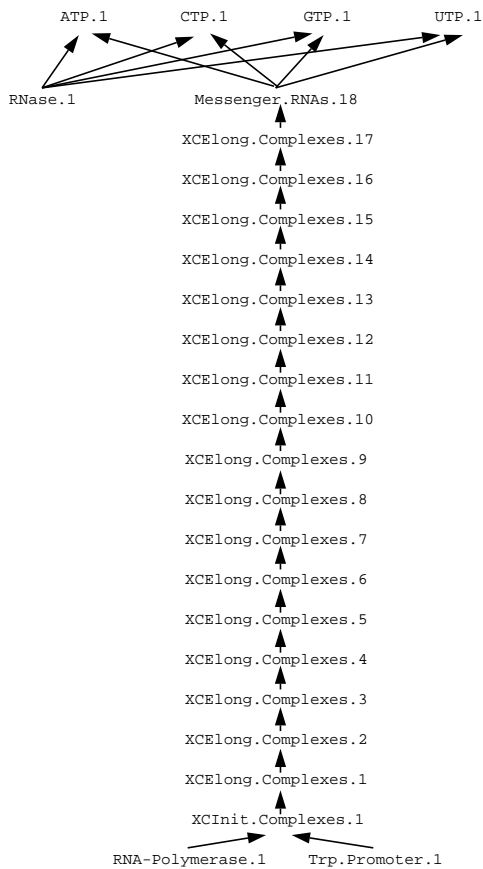 ATP.1 CTP.1 GTP.1 UTP.1
RNase.1 Messenger.RNAs.18
XCElong.Complexes.17
XCElong.Complexes.16
XCElong.Complexes.15
XCElong.Complexes.14
XCElong.Complexes.13
XCElong.Complexes.12
XCElong.Complexes.11
XCElong.Complexes.10
XCElong.Complexes.9
XCElong.Complexes.8
XCElong.Complexes.7
XCElong.Complexes.6
XCElong.Complexes.5
XCElong.Complexes.4
XCElong.Complexes.3
XCElong.Complexes.2
XCElong.Complexes.1
XCInit.Complexes.1
RNA-Polymerase.1 Trp.Promoter.1